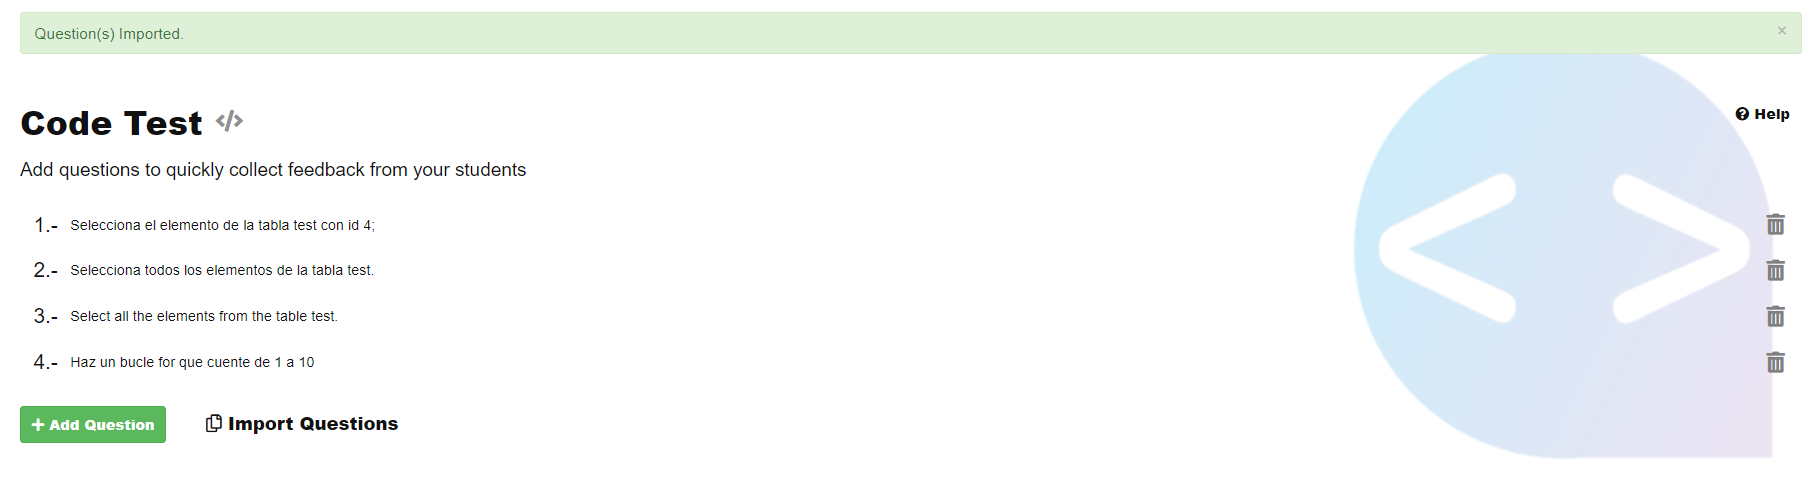 Question(s) Imported.
×
Code Test </>
Help
Add questions to quickly collect feedback from your students
1.- Selecciona el elemento de la tabla test con id 4;
2.- Selecciona todos los elementos de la tabla test.
3.- Select all the elements from the table test.
4.- Haz un bucle for que cuente de 1 a 10
+ Add Question
Import Questions